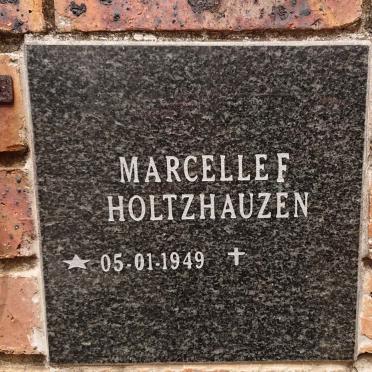 MARCELLE F
HOLTZHAUZEN
★ 05-01-1949 ✝